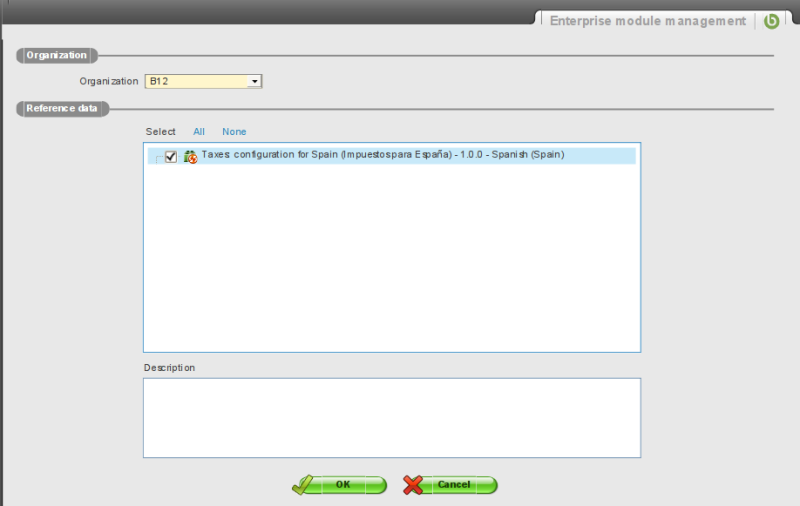 Enterprise module management
Organization
Organization B12
Reference data
Select All None
Taxes configuration for Spain (Impuestospara España) - 1.0.0 - Spanish (Spain)
Description
OK Cancel